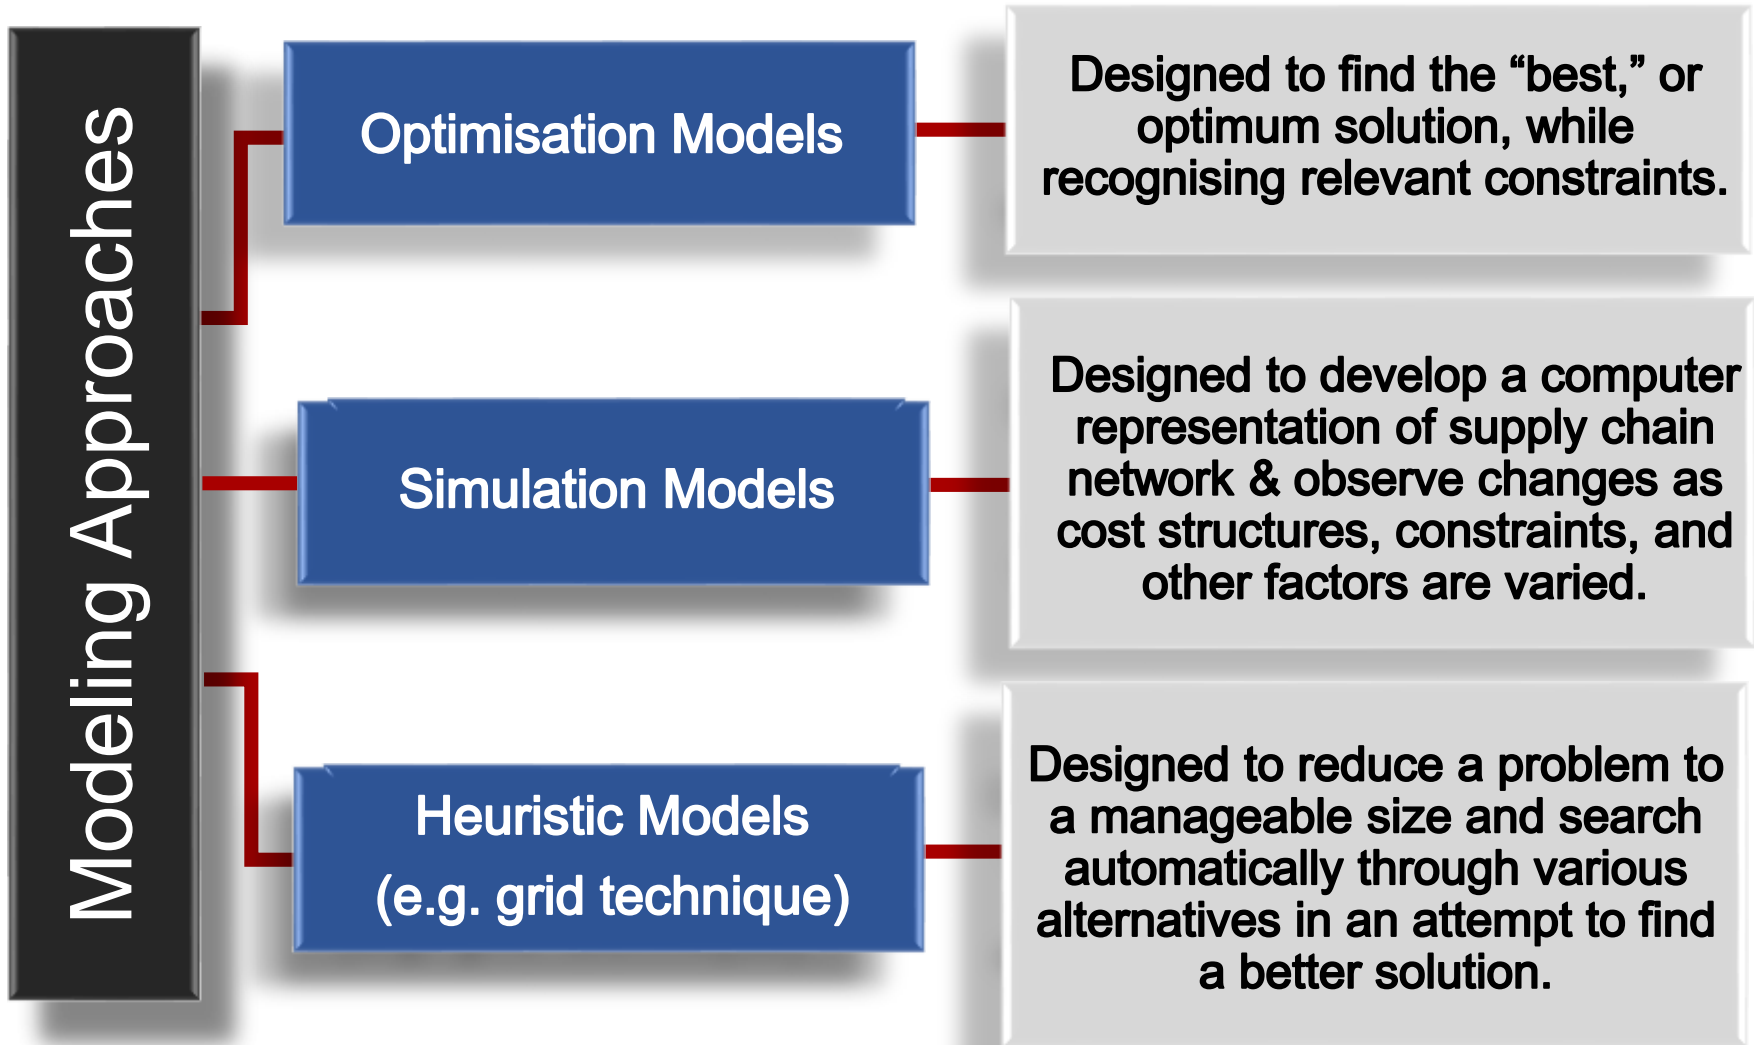 Modeling Approaches
Optimisation Models
Designed to find the “best,” or
optimum solution, while
recognising relevant constraints.
Simulation Models
Designed to develop a computer
representation of supply chain
network & observe changes as
cost structures, constraints, and
other factors are varied.
Heuristic Models
(e.g. grid technique)
Designed to reduce a problem to
a manageable size and search
automatically through various
alternatives in an attempt to find
a better solution.